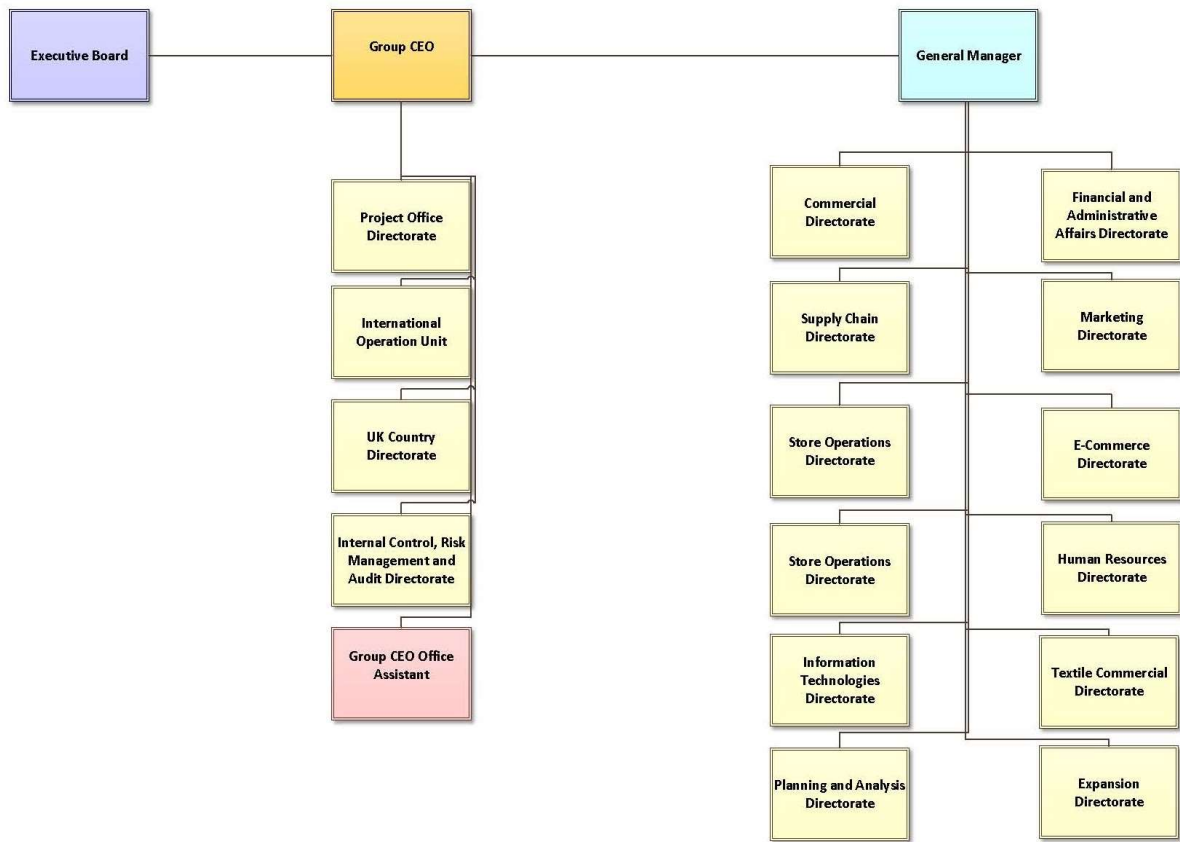 Executive Board
Group CEO
General Manager
Project Office
Directorate
International
Operation Unit
UK Country
Directorate
Internal Control, Risk
Management and
Audit Directorate
Group CEO Office
Assistant
Commercial
Directorate
Financial and
Administrative
Affairs Directorate
Supply Chain
Directorate
Marketing
Directorate
Store Operations
Directorate
E-Commerce
Directorate
Store Operations
Directorate
Human Resources
Directorate
Information
Technologies
Directorate
Textile Commercial
Directorate
Planning and Analysis
Directorate
Expansion
Directorate